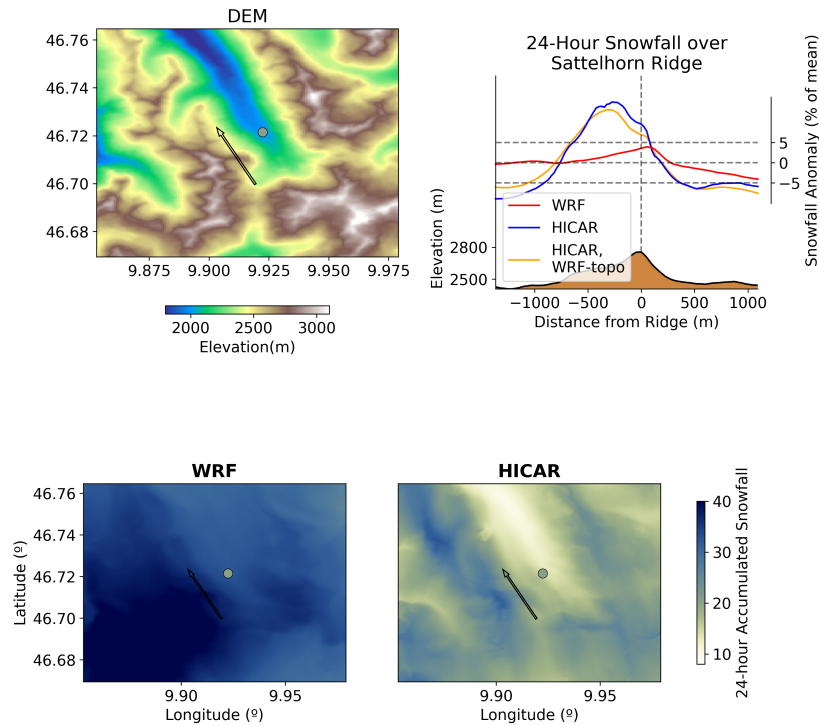 DEM
46.76
46.74
46.72
46.70
46.68
9.875 9.900 9.925 9.950 9.975
2000 2500 3000
Elevation(m)
24-Hour Snowfall over
Sattelhorn Ridge
Elevation (m)
2800
2500
−1000 −500 0 500 1000
Distance from Ridge (m)
5
0
−5
Snowfall Anomaly (% of mean)
WRF
HICAR
HICAR,
WRF-topo
WRF
Latitude (º)
46.76
46.74
46.72
46.70
46.68
9.90 9.95
Longitude (º)
HICAR
9.90 9.95
Longitude (º)
40
30
20
10
24-hour Accumulated Snowfall